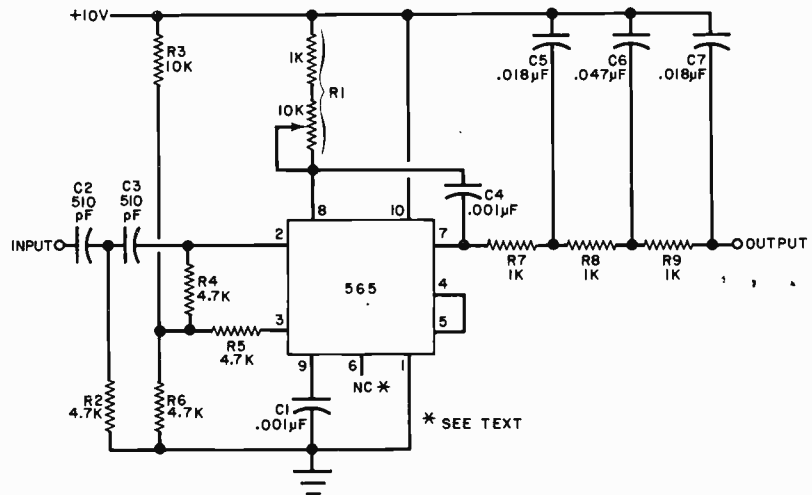 +10V
R3
10K
1K
R1
10K
C5
.018µF
C6
.047µF
C7
.018µF
C2
510
pF
C3
510
pF
8
10
C4
.001µF
INPUT
2
7
R7
1K
R8
1K
R9
1K
OUTPUT
R4
4.7K
565
4
5
3
R5
4.7K
9
6
1
NC *
R2
4.7K
R6
4.7K
C1
.001µF
* SEE TEXT